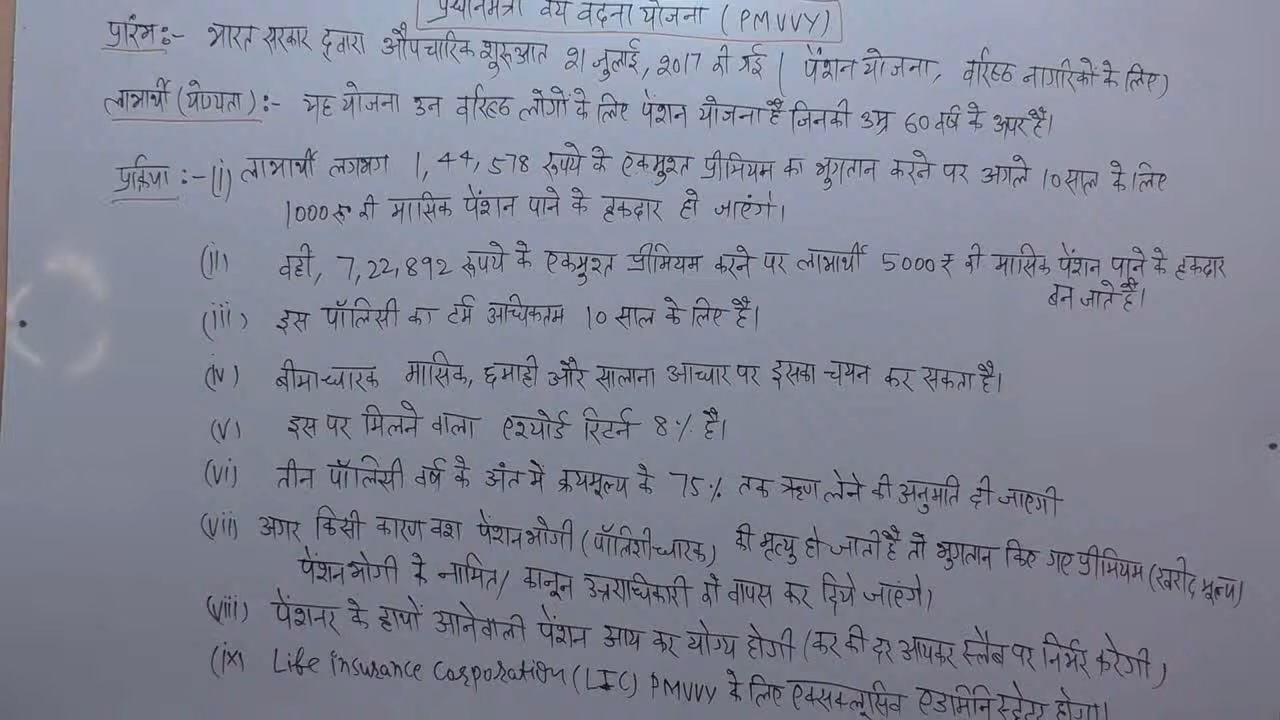 प्रधानमंत्री वय वंदना योजना (PMVVY)
प्रारंभ:- भारत सरकार द्वारा औपचारिक शुरुआत 21 जुलाई, 2017 की गई (पेंशन योजना, वरिष्ठ नागरिकों के लिए)
लाभार्थी (योग्यता):- यह योजना उन वरिष्ठ लोगों के लिए पेंशन योजना है जिनकी उम्र 60 वर्ष के ऊपर है।
प्रक्रिया:-(i) लाभार्थी लगभग 1,44,578 रूपये के एकमुश्त प्रीमियम का भुगतान करने पर अगले 10 साल के लिए
1000 रू की मासिक पेंशन पाने के हकदार हो जाएंगे।
(ii) वही, 7,22,892 रूपये के एकमुश्त प्रीमियम करने पर लाभार्थी 5000₹ की मासिक पेंशन पाने के हकदार
बन जाते हैं।
(iii) इस पॉलिसी का टर्म अधिकतम 10 साल के लिए है।
(iv) बीमाधारक मासिक, छमाही और सालाना आधार पर इसका चयन कर सकता है।
(v) इस पर मिलने वाला एश्योर्ड रिटर्न 8% है।
(vi) तीन पॉलिसी वर्ष के अंत में क्रयमूल्य के 75% तक ऋण लेने की अनुमति दी जाएगी
(vii) अगर किसी कारण वश पेंशनभोगी (पॉलिशीधारक) की मृत्यु हो जाती है तो भुगतान किए गए प्रीमियम (खरीद मूल्य)
पेंशनभोगी के नामित/ कानून उत्तराधिकारी को वापस कर दिये जाएंगे।
(viii) पेंशनर के हाथों आनेवाली पेंशन आय कर योग्य होगी (कर की दर आयकर स्लैब पर निर्भर करेगी)
(ix) Life insurance Corporation (LIC) PMVVY के लिए एक्सक्लूसिव एडमिनिस्ट्रेटर होगा।